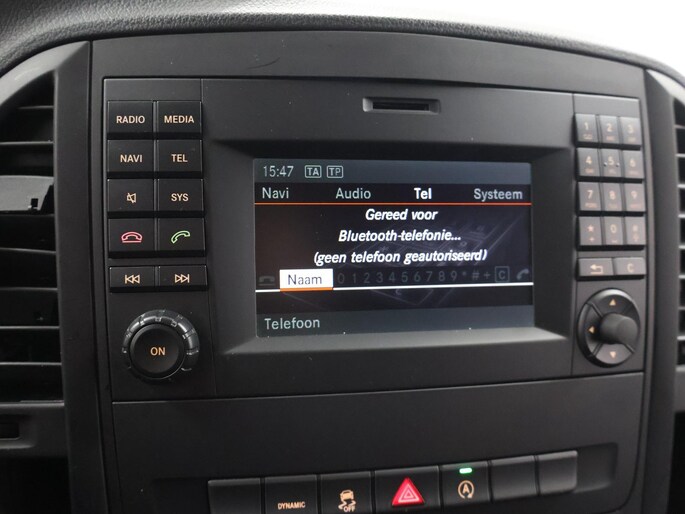 RADIO MEDIA
NAVI TEL
SYS
ON
15:47 TA TP
Navi Audio Tel Systeem
Gereed voor
Bluetooth-telefonie...
(geen telefoon geautoriseerd)
Naam 0 1 2 3 4 5 6 7 8 9 * # + C
Telefoon
1 2 3
4 5 6
7 8 9
* 0 #
C
DYNAMIC
OFF
A